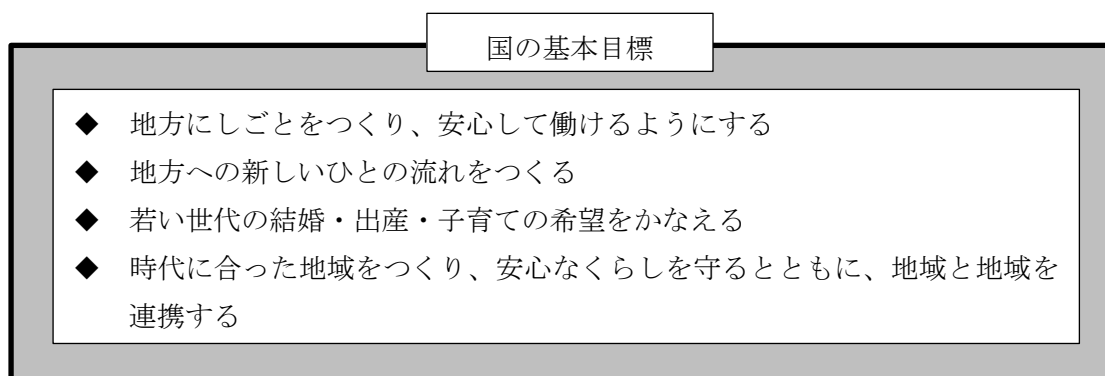 国の基本目標
◆ 地方にしごとをつくり、安心して働けるようにする
◆ 地方への新しいひとの流れをつくる
◆ 若い世代の結婚・出産・子育ての希望をかなえる
◆ 時代に合った地域をつくり、安心なくらしを守るとともに、地域と地域を
連携する